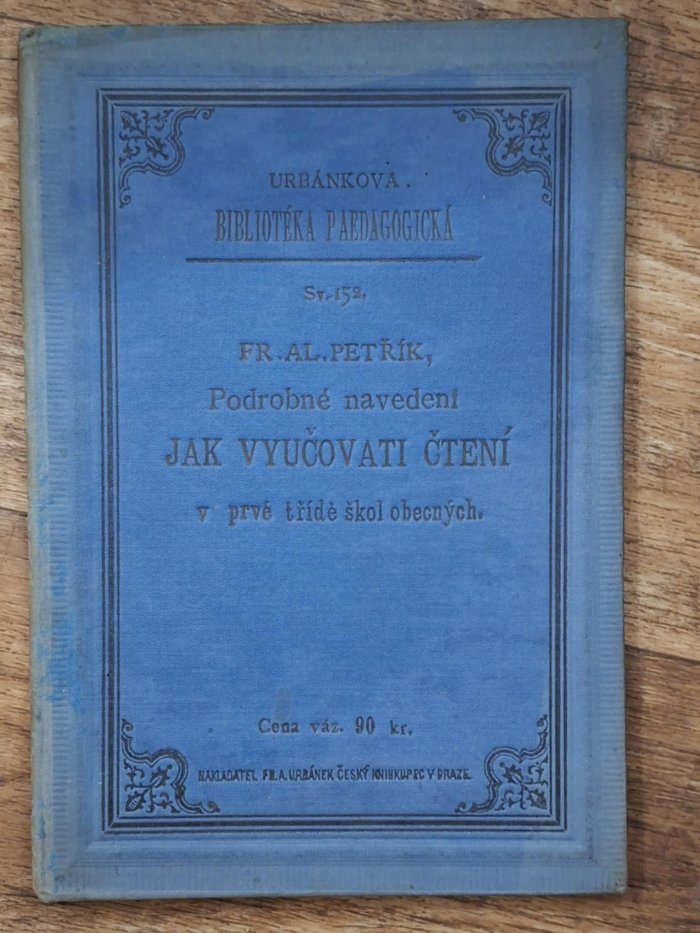 URBÁNKOVA.
BIBLIOTÉKA PAEDAGOGICKÁ
Sv. 152.
FR. AL. PETŘÍK,
Podrobné navedení
JAK VYUČOVATI ČTENÍ
v prvé třídě škol obecných.
Cena váz. 90 kr.
NAKLADATEL FR. A. URBÁNEK ČESKÝ KNIHKUPEC V PRAZE.